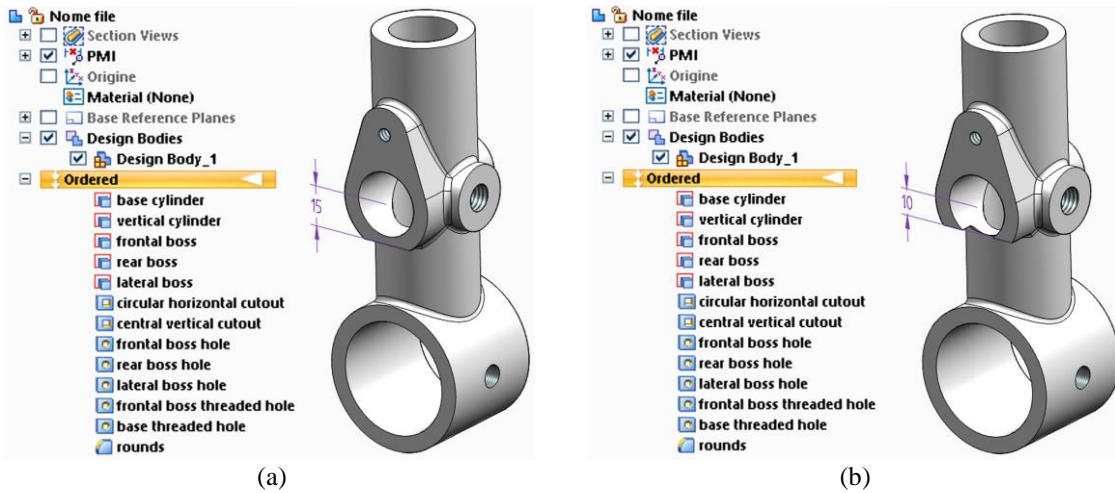 Nome file
Section Views
PMI
Origine
Material (None)
Base Reference Planes
Design Bodies
Design Body_1
Ordered
base cylinder
vertical cylinder
frontal boss
rear boss
lateral boss
circular horizontal cutout
central vertical cutout
frontal boss hole
rear boss hole
lateral boss hole
frontal boss threaded hole
base threaded hole
rounds
15
(a)
Nome file
Section Views
PMI
Origine
Material (None)
Base Reference Planes
Design Bodies
Design Body_1
Ordered
base cylinder
vertical cylinder
frontal boss
rear boss
lateral boss
circular horizontal cutout
central vertical cutout
frontal boss hole
rear boss hole
lateral boss hole
frontal boss threaded hole
base threaded hole
rounds
10
(b)